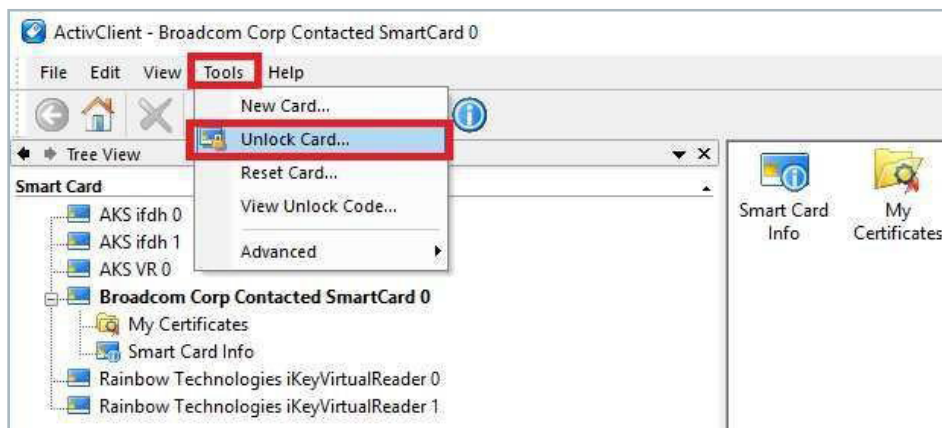 ActivClient - Broadcom Corp Contacted SmartCard 0
File Edit View Tools Help
New Card...
Unlock Card...
Reset Card...
View Unlock Code...
Advanced
Tree View
Smart Card
AKS ifdh 0
AKS ifdh 1
AKS VR 0
Broadcom Corp Contacted SmartCard 0
My Certificates
Smart Card Info
Rainbow Technologies iKeyVirtualReader 0
Rainbow Technologies iKeyVirtualReader 1
Smart Card
Info
My
Certificates